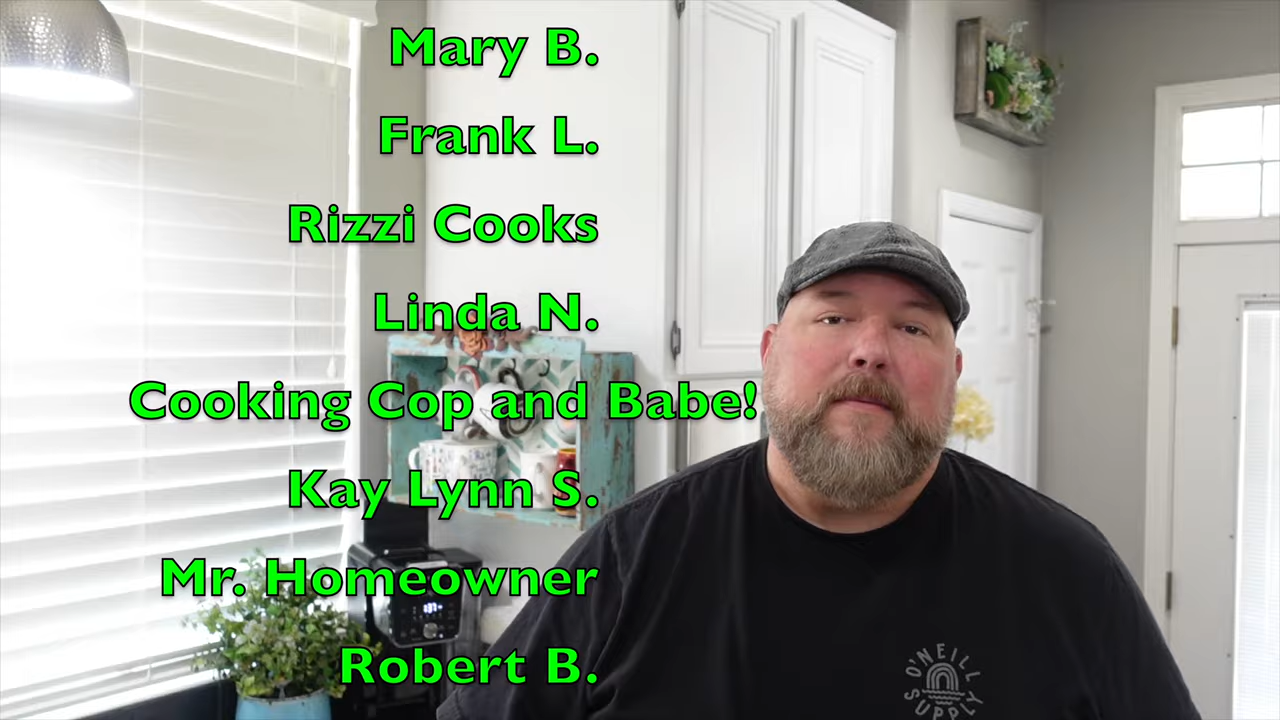 Mary B.
Frank L.
Rizzi Cooks
Linda N.
Cooking Cop and Babe!
Kay Lynn S.
Mr. Homeowner
Robert B.
O'NEILL
SUPPLY